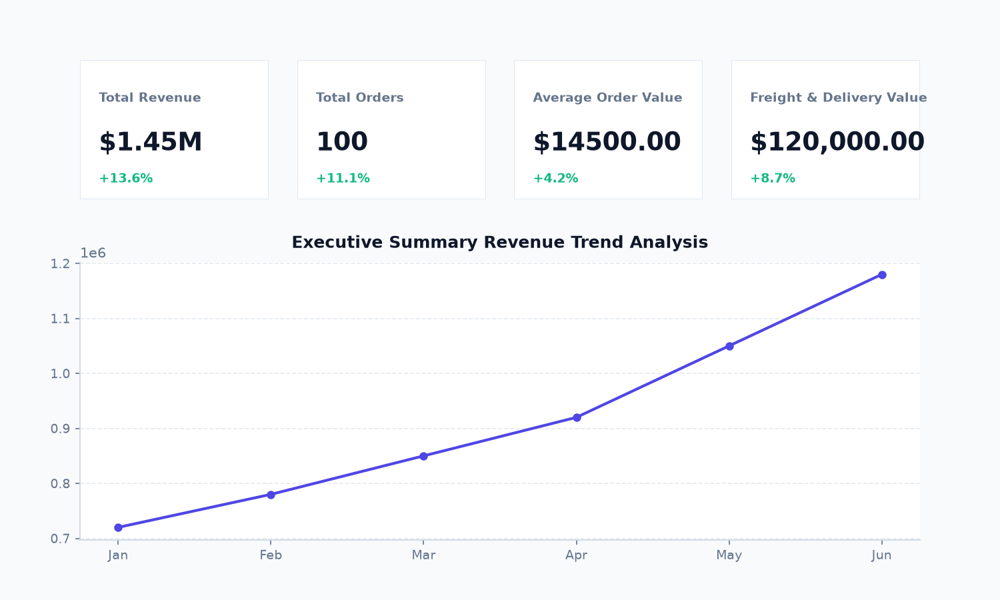 Total Revenue
$1.45M
+13.6%
Total Orders
100
+11.1%
Average Order Value
$14500.00
+4.2%
Freight & Delivery Value
$120,000.00
+8.7%
Executive Summary Revenue Trend Analysis
1e6
1.2
1.1
1.0
0.9
0.8
0.7
Jan Feb Mar Apr May Jun